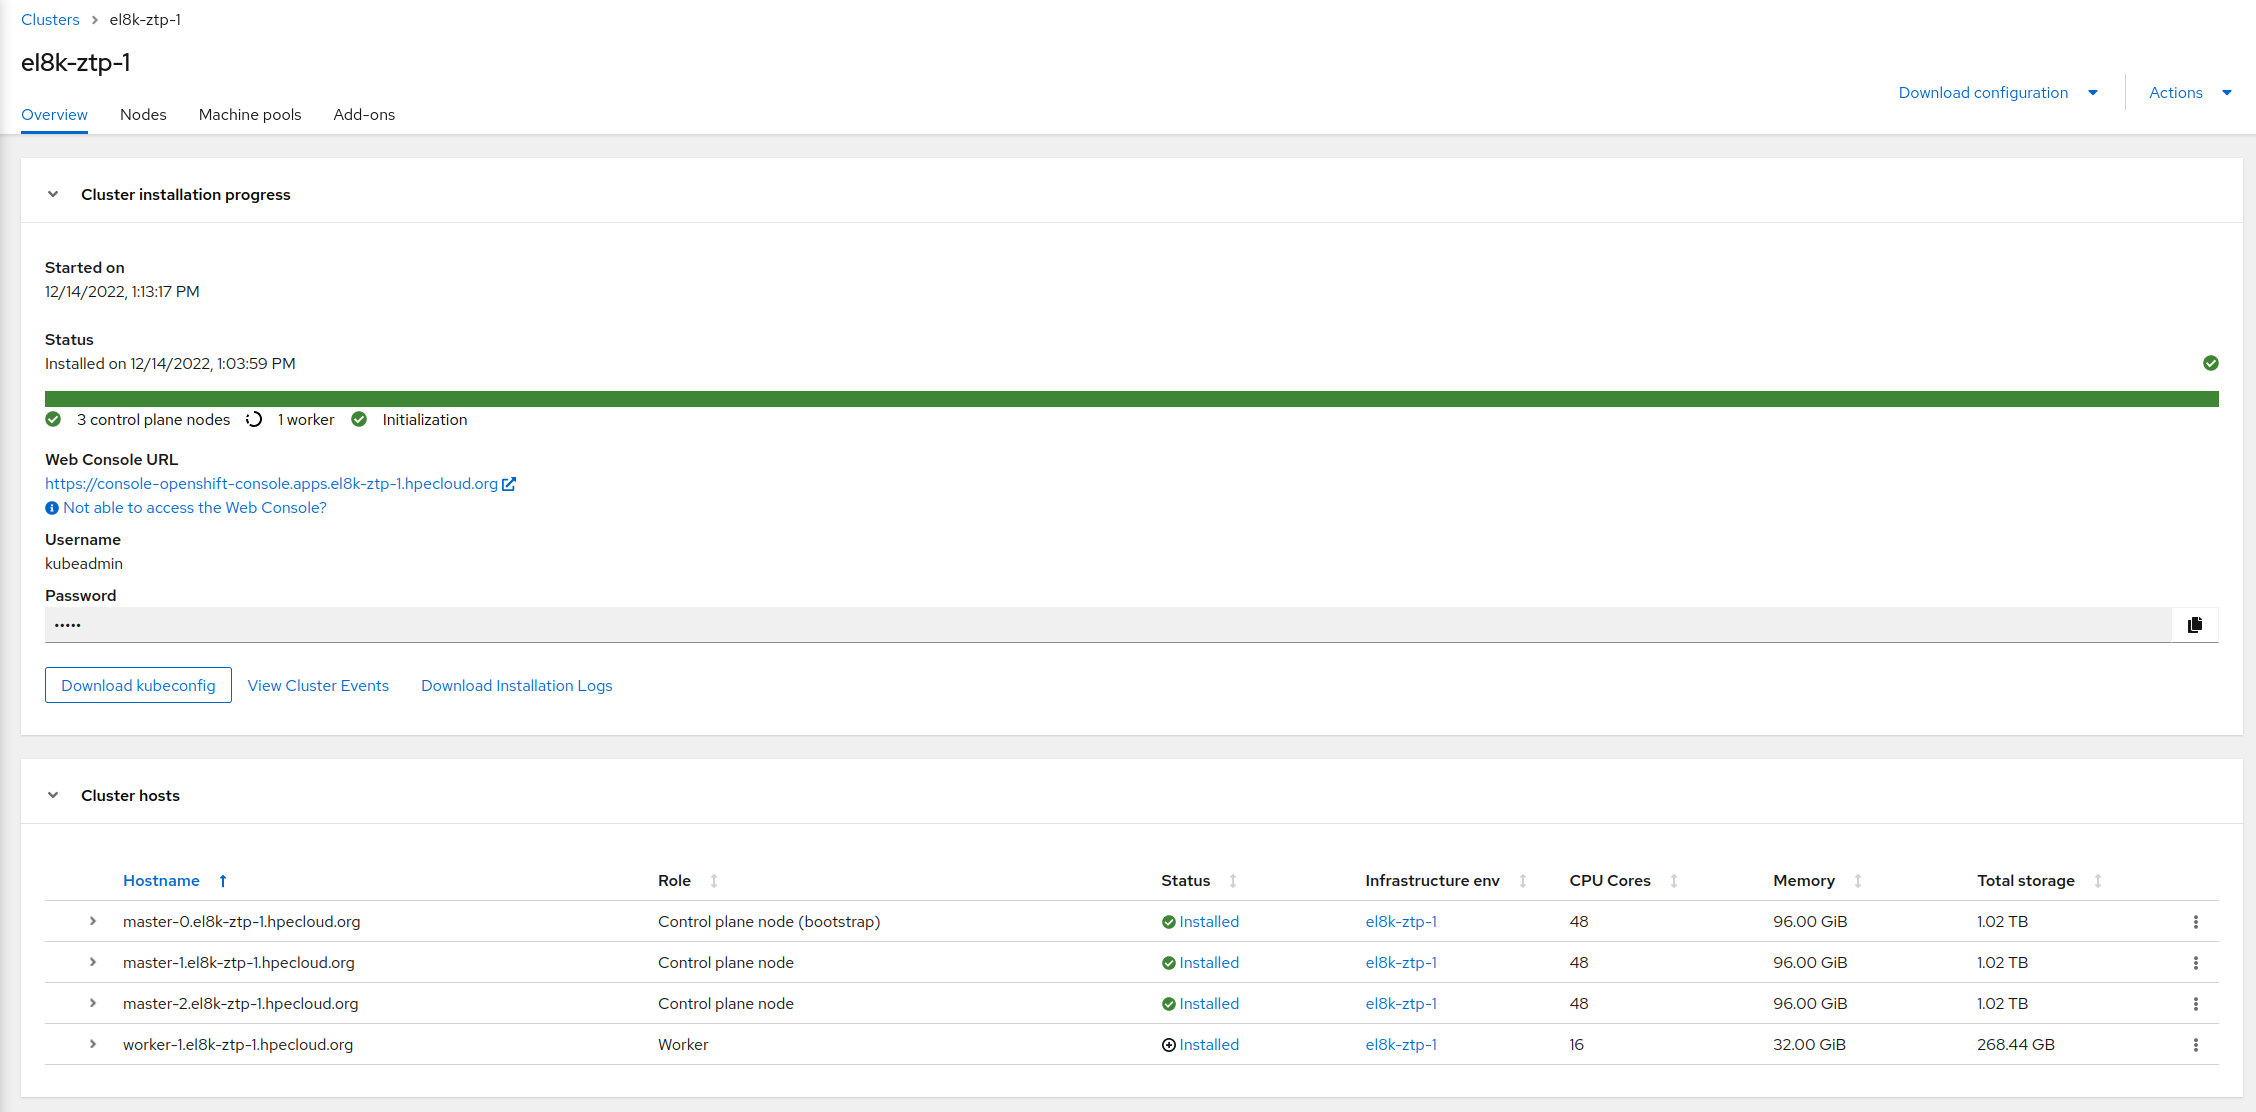 Clusters > el8k-ztp-1
el8k-ztp-1
Download configuration Actions
Overview Nodes Machine pools Add-ons
Cluster installation progress
Started on
12/14/2022, 1:13:17 PM
Status
Installed on 12/14/2022, 1:03:59 PM
3 control plane nodes 1 worker Initialization
Web Console URL
https://console-openshift-console.apps.el8k-ztp-1.hpecloud.org
Not able to access the Web Console?
Username
kubeadmin
Password
•••••
Download kubeconfig View Cluster Events Download Installation Logs
Cluster hosts
Hostname Role Status Infrastructure env CPU Cores Memory Total storage
master-0.el8k-ztp-1.hpecloud.org Control plane node (bootstrap) Installed el8k-ztp-1 48 96.00 GiB 1.02 TB
master-1.el8k-ztp-1.hpecloud.org Control plane node Installed el8k-ztp-1 48 96.00 GiB 1.02 TB
master-2.el8k-ztp-1.hpecloud.org Control plane node Installed el8k-ztp-1 48 96.00 GiB 1.02 TB
worker-1.el8k-ztp-1.hpecloud.org Worker Installed el8k-ztp-1 16 32.00 GiB 268.44 GB